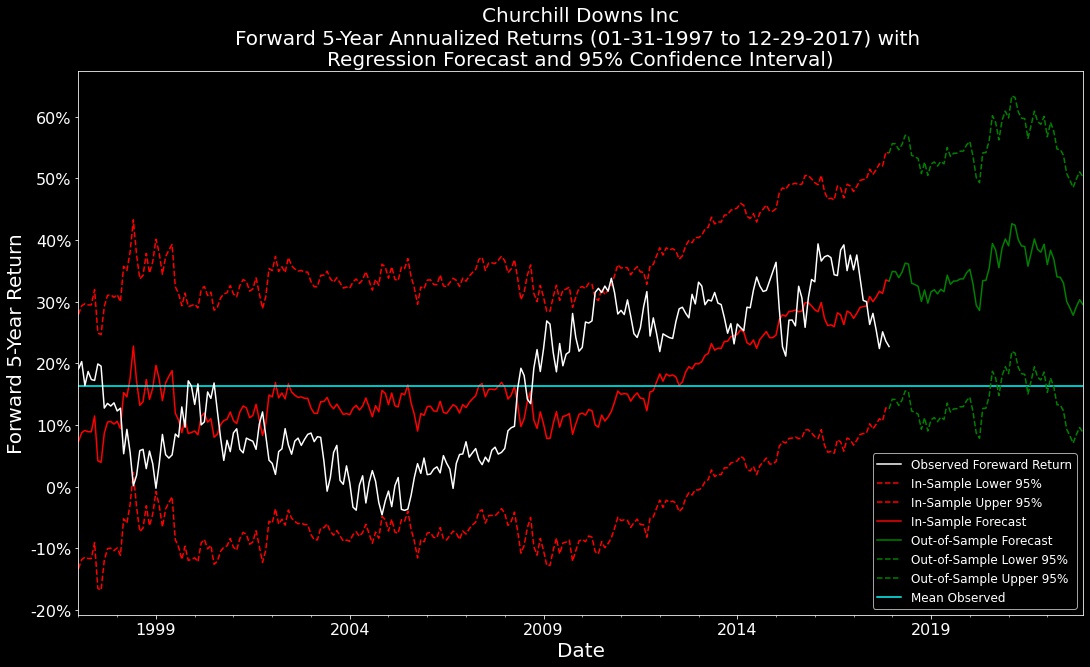 Churchill Downs Inc
Forward 5-Year Annualized Returns (01-31-1997 to 12-29-2017) with
Regression Forecast and 95% Confidence Interval)
Forward 5-Year Return
60%
50%
40%
30%
20%
10%
0%
-10%
-20%
Observed Foreward Return
In-Sample Lower 95%
In-Sample Upper 95%
In-Sample Forecast
Out-of-Sample Forecast
Out-of-Sample Lower 95%
Out-of-Sample Upper 95%
Mean Observed
1999
2004
2009
2014
2019
Date